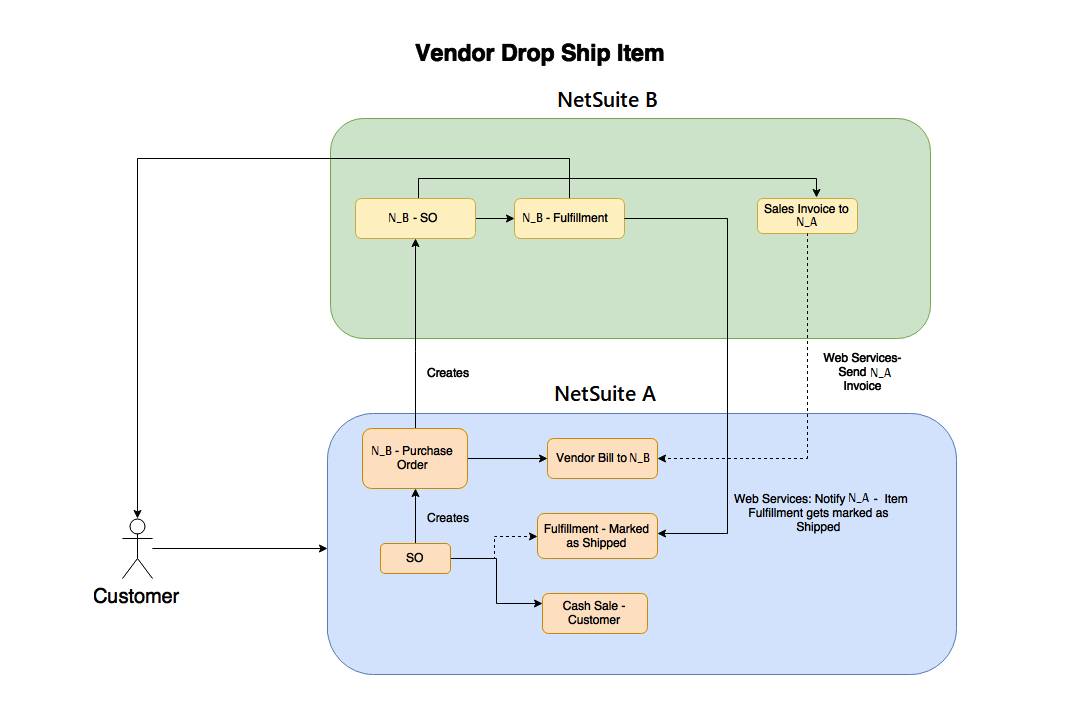 Vendor Drop Ship Item
NetSuite B
N_B - SO
N_B - Fulfillment
Sales Invoice to
N_A
Creates
Web Services-
Send N_A
Invoice
NetSuite A
N_B - Purchase
Order
Vendor Bill to N_B
Creates
Web Services: Notify N_A - Item
Fulfillment gets marked as
Shipped
Fulfillment - Marked
as Shipped
SO
Cash Sale -
Customer
Customer